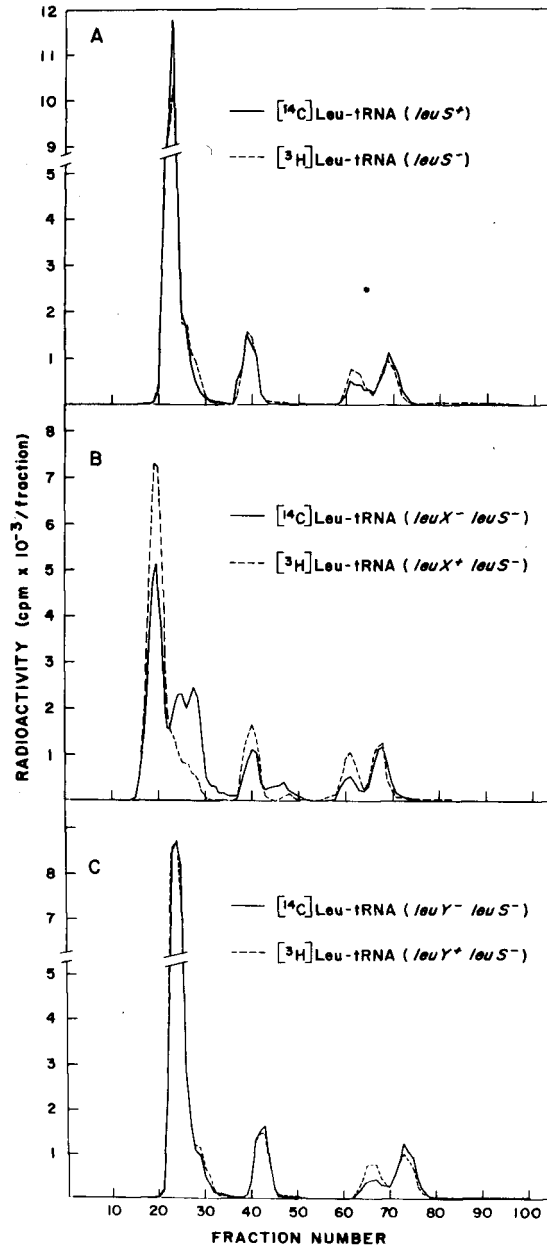 A
[¹⁴C]Leu-tRNA (leuS⁺)
[³H]Leu-tRNA (leuS⁻)
12
11
10
9
5
4
3
2
1
B
[¹⁴C]Leu-tRNA (leuX⁻ leuS⁻)
[³H]Leu-tRNA (leuX⁺ leuS⁻)
8
7
6
5
4
3
2
1
C
[¹⁴C]Leu-tRNA (leuY⁻ leuS⁻)
[³H]Leu-tRNA (leuY⁺ leuS⁻)
8
7
5
4
3
2
1
RADIOACTIVITY (cpm x 10⁻³/fraction)
10 20 30 40 50 60 70 80 90 100
FRACTION NUMBER